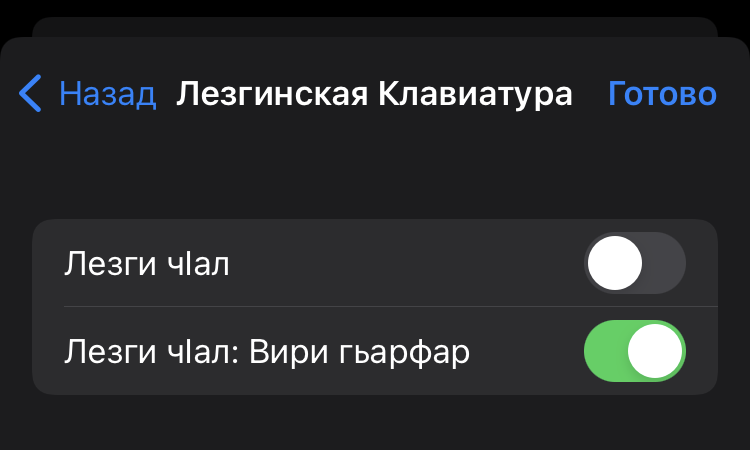 Назад Лезгинская Клавиатура Готово
Лезги чӀал
Лезги чӀал: Вири гьарфар